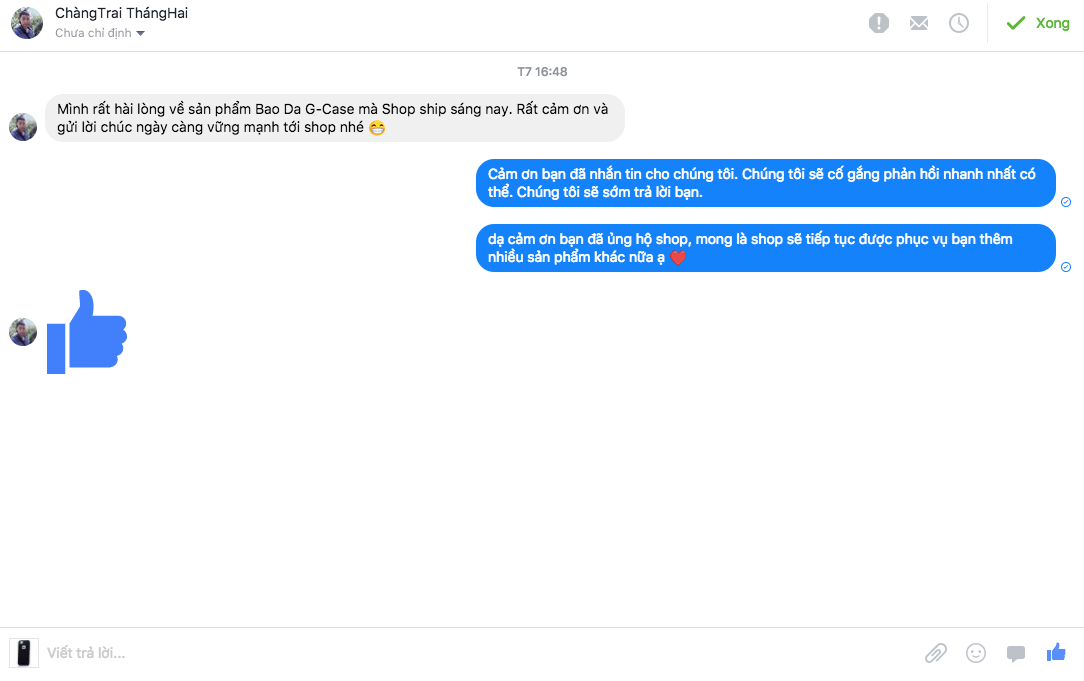 ChàngTrai ThángHai
Chưa chỉ định
Xong
T7 16:48
Mình rất hài lòng về sản phẩm Bao Da G-Case mà Shop ship sáng nay. Rất cảm ơn và
gửi lời chúc ngày càng vững mạnh tới shop nhé 😁
Cảm ơn bạn đã nhắn tin cho chúng tôi. Chúng tôi sẽ cố gắng phản hồi nhanh nhất có
thể. Chúng tôi sẽ sớm trả lời bạn.
dạ cảm ơn bạn đã ủng hộ shop, mong là shop sẽ tiếp tục được phục vụ bạn thêm
nhiều sản phẩm khác nữa ạ ❤️
Viết trả lời...